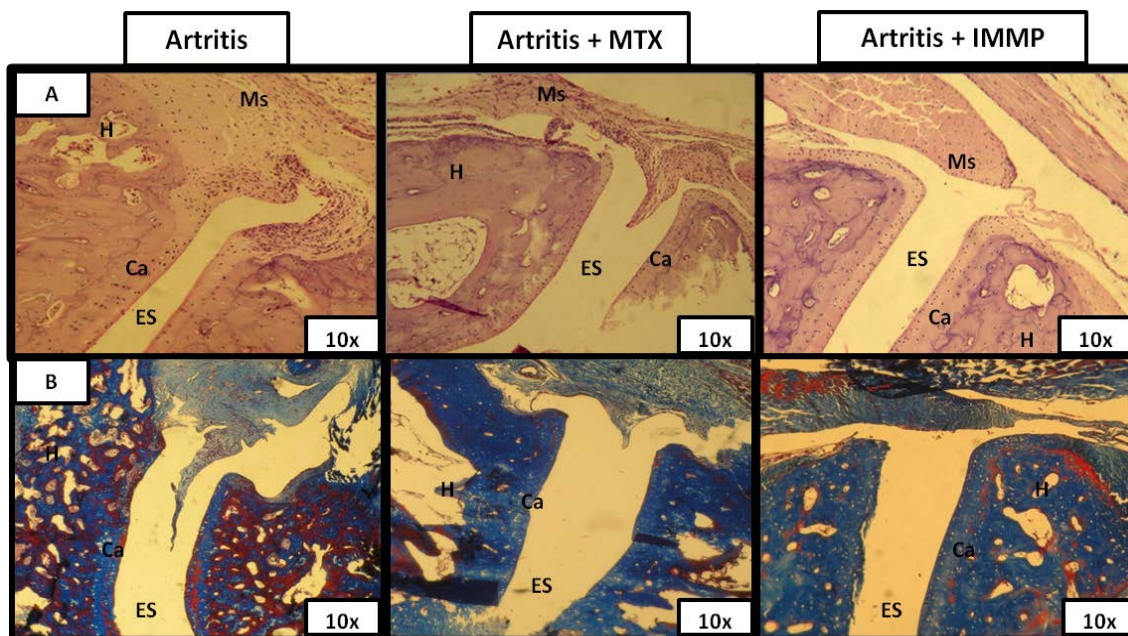 Artritis
Artritis + MTX
Artritis + IMMP
A
H
Ms
Ca
ES
10x
Ms
H
ES
Ca
10x
Ms
ES
Ca
H
10x
B
H
Ca
ES
10x
H
Ca
ES
10x
H
Ca
ES
10x